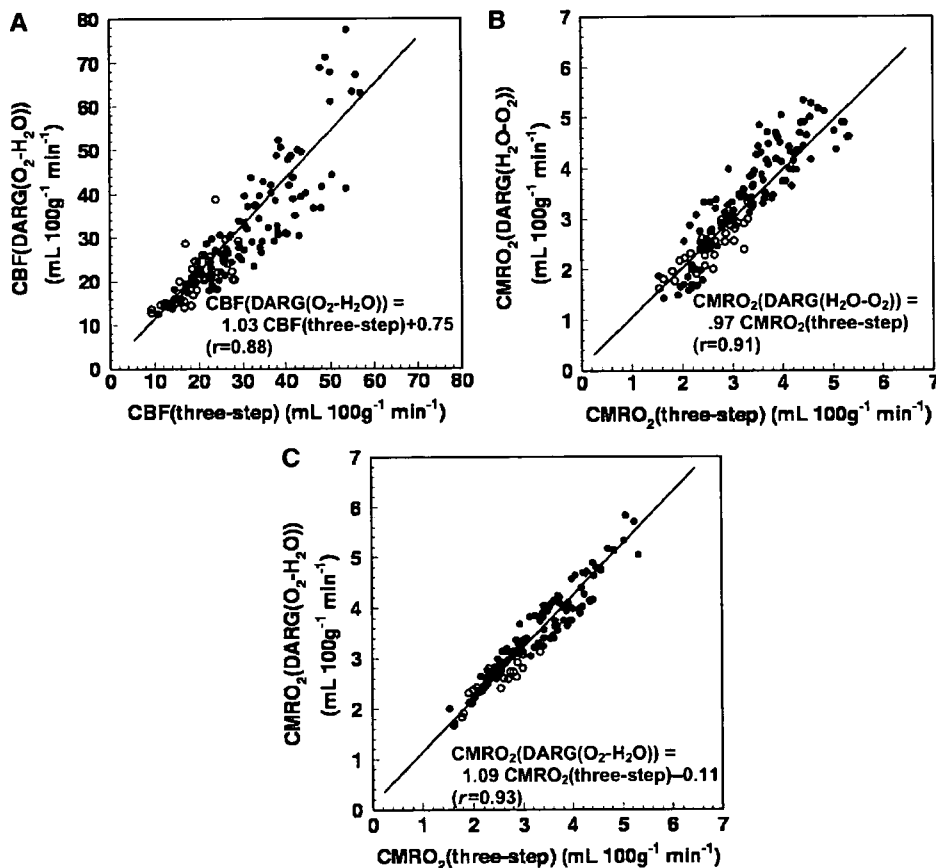 A
80
70
60
50
40
30
20
10
0
CBF(DARG(O₂-H₂O))
(mL 100g⁻¹ min⁻¹)
CBF(DARG(O₂-H₂O)) =
1.03 CBF(three-step)+0.75
(r=0.88)
0 10 20 30 40 50 60 70 80
CBF(three-step) (mL 100g⁻¹ min⁻¹)
B
7
6
5
4
3
2
1
0
CMRO₂(DARG(H₂O-O₂))
(mL 100g⁻¹ min⁻¹)
CMRO₂(DARG(H₂O-O₂)) =
.97 CMRO₂(three-step)
(r=0.91)
0 1 2 3 4 5 6 7
CMRO₂(three-step) (mL 100g⁻¹ min⁻¹)
C
7
6
5
4
3
2
1
0
CMRO₂(DARG(O₂-H₂O))
(mL 100g⁻¹ min⁻¹)
CMRO₂(DARG(O₂-H₂O)) =
1.09 CMRO₂(three-step)–0.11
(r=0.93)
0 1 2 3 4 5 6 7
CMRO₂(three-step) (mL 100g⁻¹ min⁻¹)